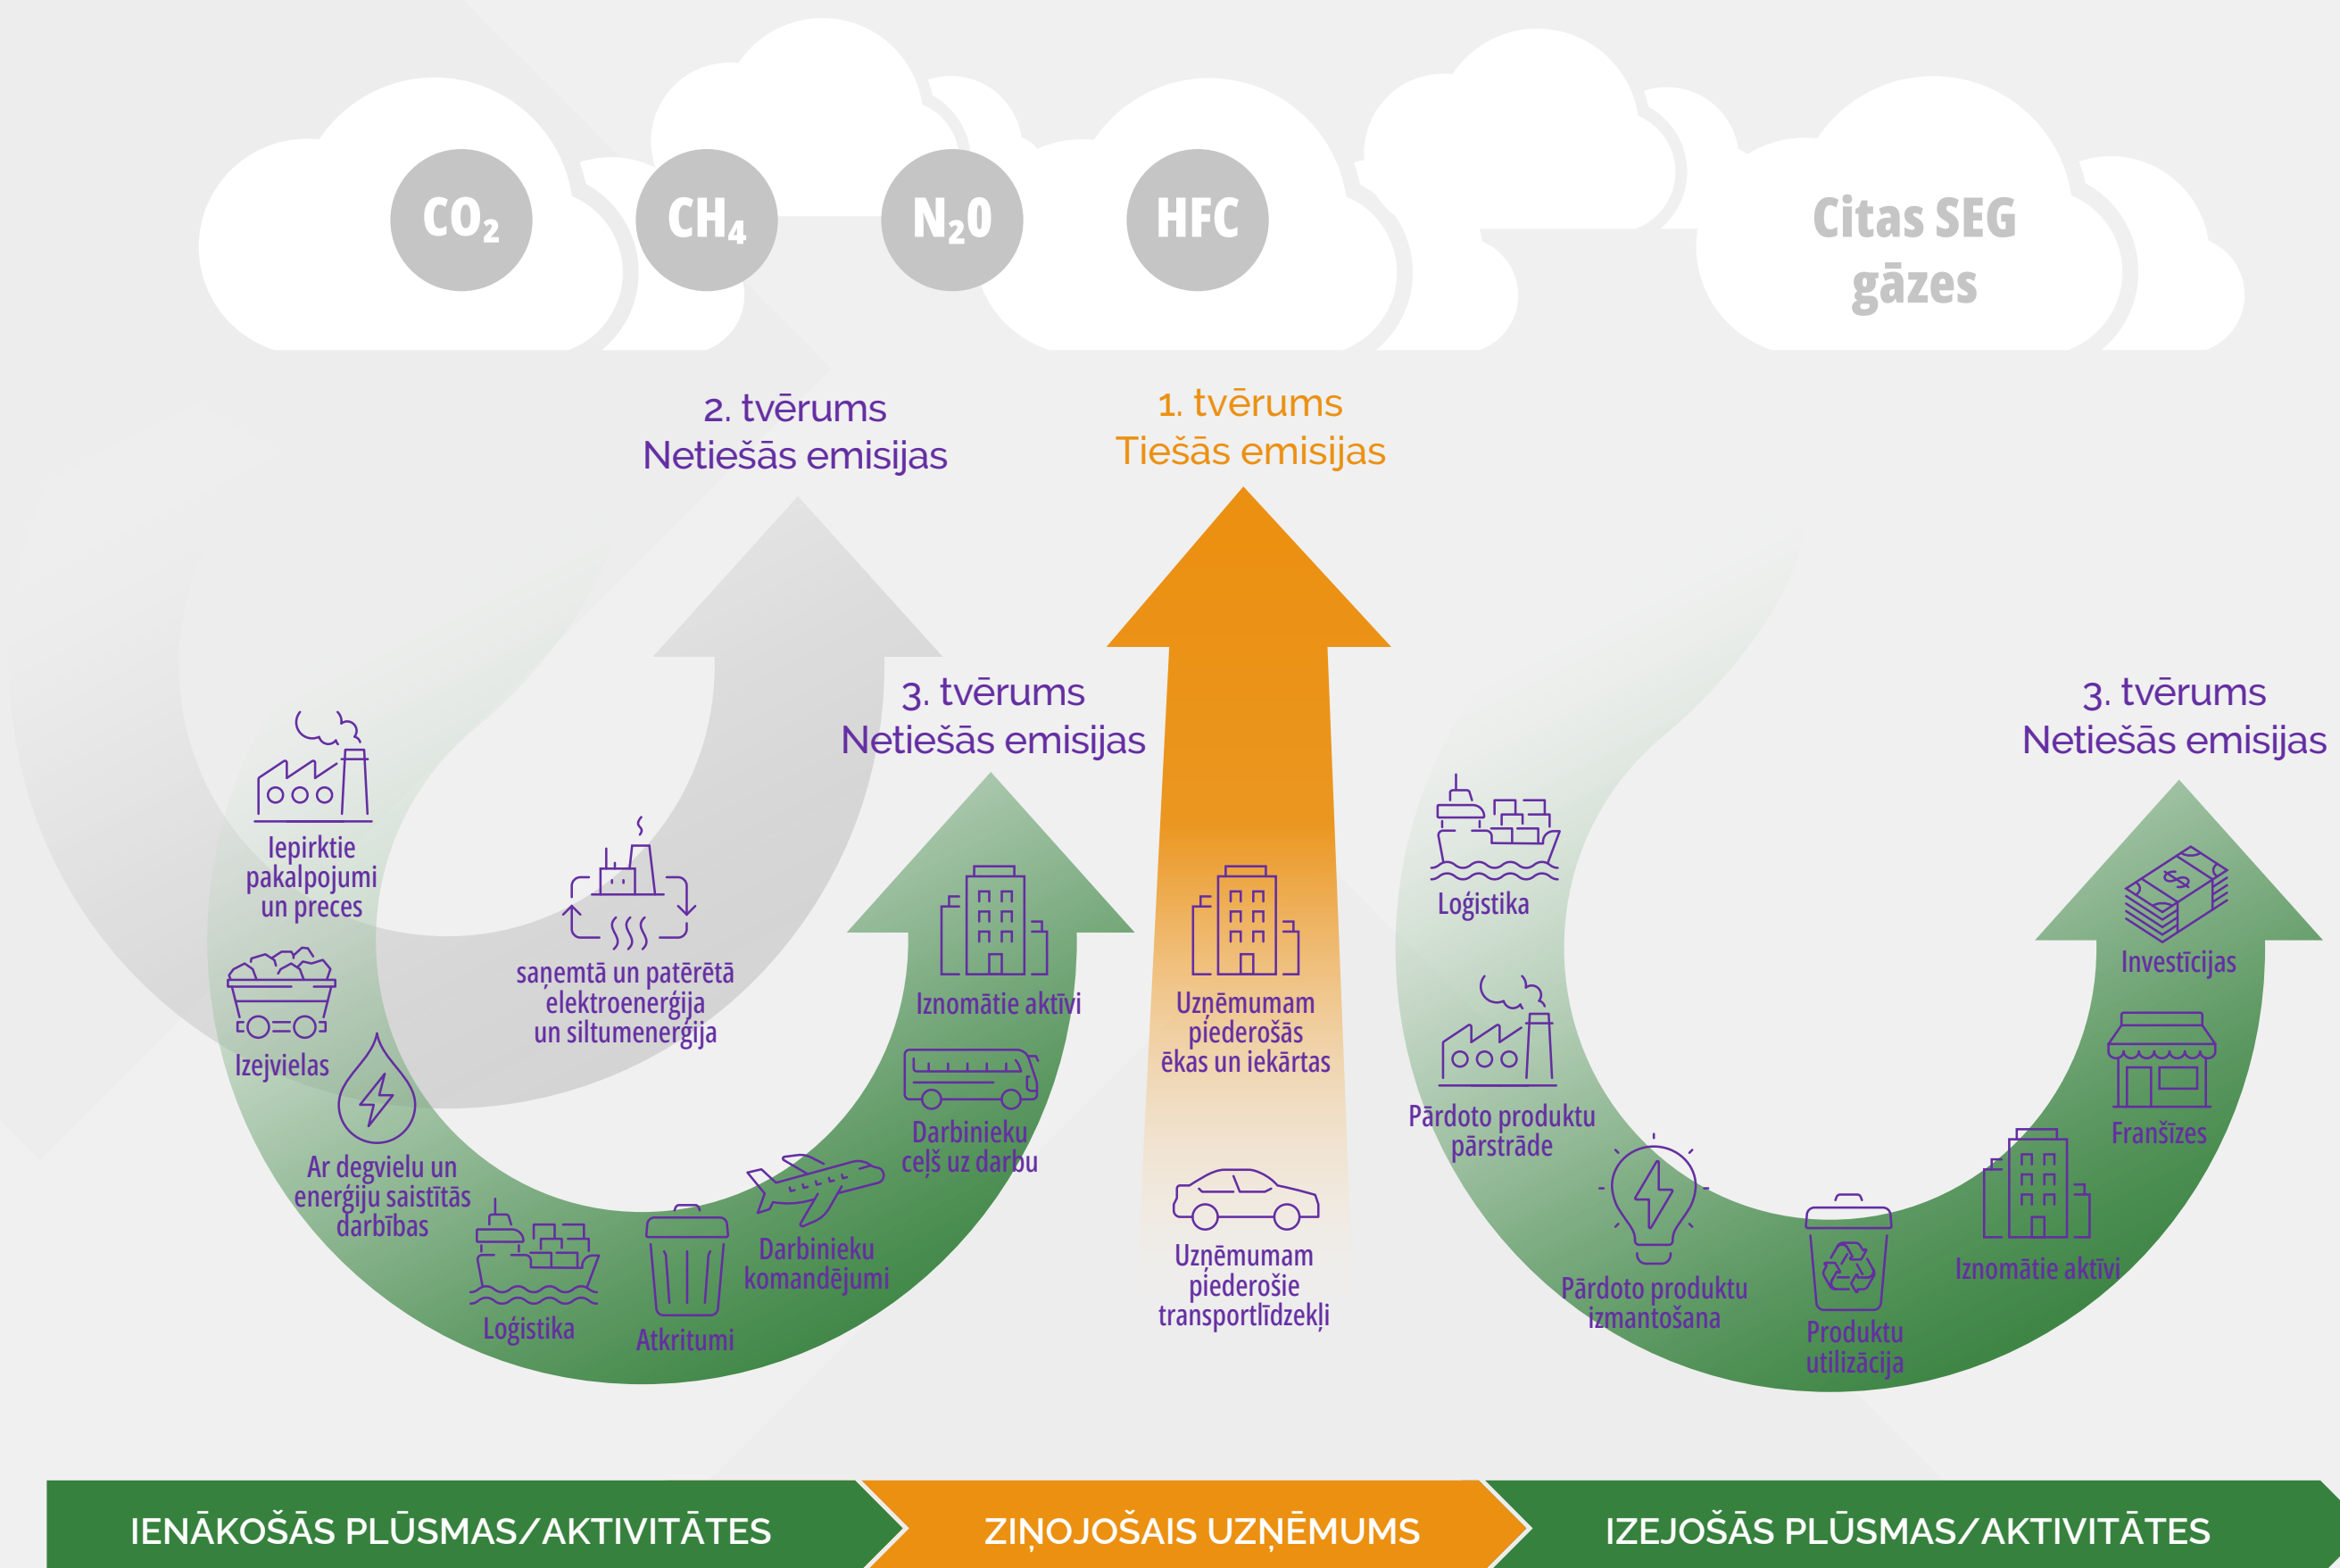 CO₂
CH₄
N₂0
HFC
Citas SEG
gāzes
2. tvērums
Netiešās emisijas
1. tvērums
Tiešās emisijas
3. tvērums
Netiešās emisijas
3. tvērums
Netiešās emisijas
Iepirktie
pakalpojumi
un preces
Izejvielas
Ar degvielu un
enerģiju saistītās
darbības
Loģistika
Atkritumi
Darbinieku
komandējumi
Darbinieku
ceļš uz darbu
Iznomātie aktīvi
saņemtā un patērētā
elektroenerģija
un siltumenerģija
Uzņēmumam
piederošās
ēkas un iekārtas
Uzņēmumam
piederošie
transportlīdzekļi
Loģistika
Pārdoto produktu
pārstrāde
Pārdoto produktu
izmantošana
Produktu
utilizācija
Iznomātie aktīvi
Franšīzes
Investīcijas
IENĀKOŠĀS PLŪSMAS/AKTIVITĀTES
ZIŅOJOŠAIS UZŅĒMUMS
IZEJOŠĀS PLŪSMAS/AKTIVITĀTES